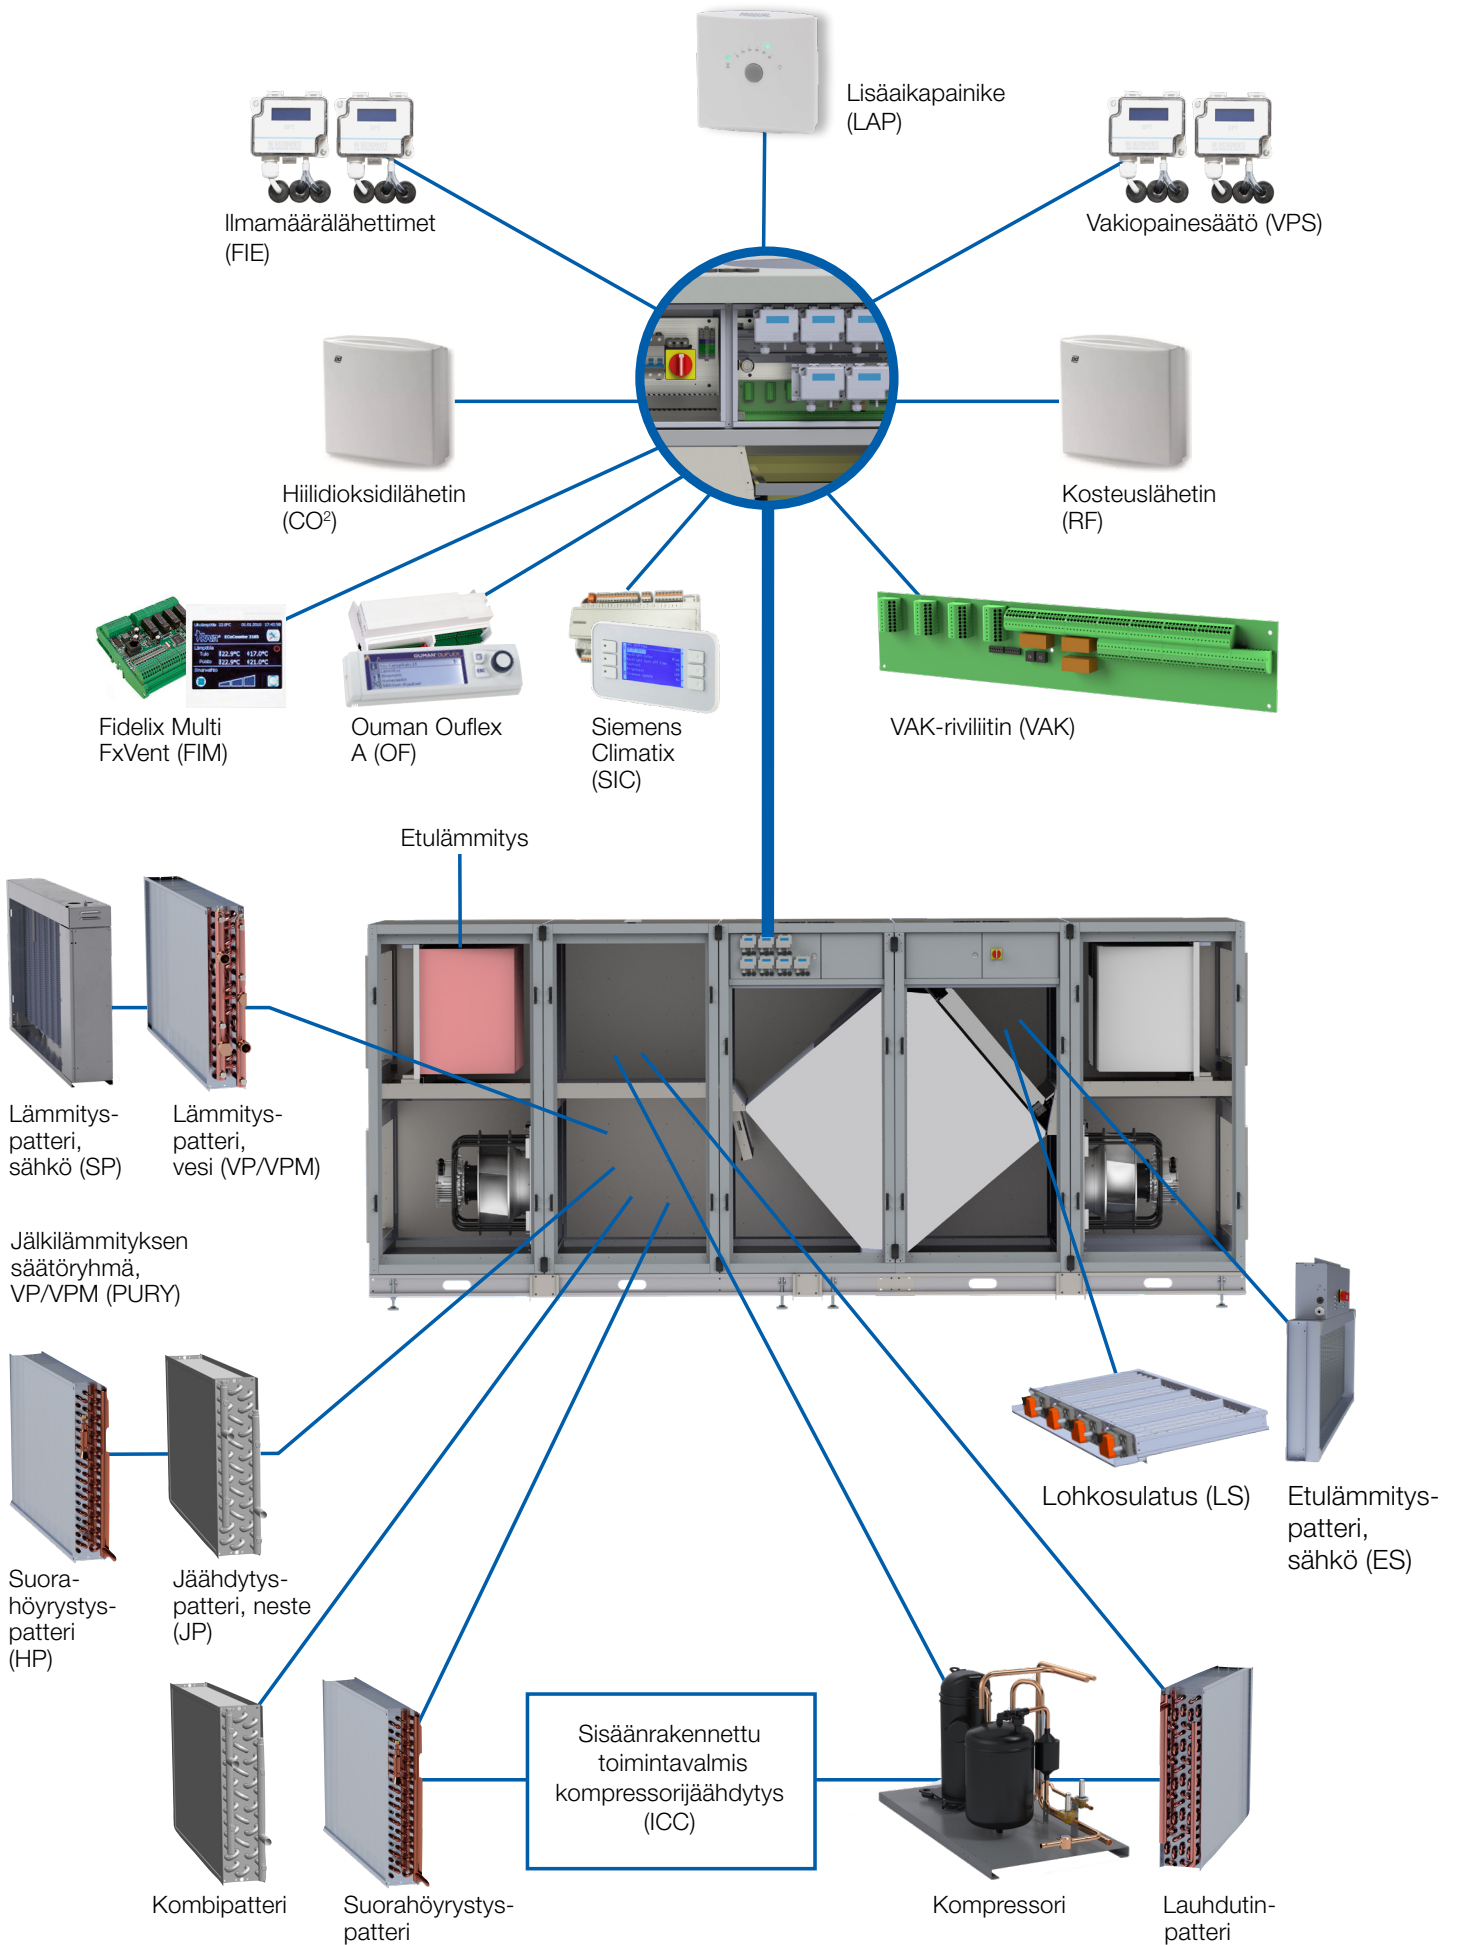 Lisäaikapainike
(LAP)
Ilmamäärälähettimet
(FIE)
Vakiopainesäätö (VPS)
Hiilidioksidilähetin
(CO²)
Kosteuslähetin
(RF)
Fidelix Multi
FxVent (FIM)
Ouman Ouflex
A (OF)
Siemens
Climatix
(SIC)
VAK-riviliitin (VAK)
Etulämmitys
Lämmitys-
patteri,
sähkö (SP)
Lämmitys-
patteri,
vesi (VP/VPM)
Jälkilämmityksen
säätöryhmä,
VP/VPM (PURY)
Lohkosulatus (LS)
Etulämmitys-
patteri,
sähkö (ES)
Suora-
höyrystys-
patteri
(HP)
Jäähdytys-
patteri, neste
(JP)
Sisäänrakennettu
toimintavalmis
kompressorijäähdytys
(ICC)
Kombipatteri
Suorahöyrystys-
patteri
Kompressori
Lauhdutin-
patteri